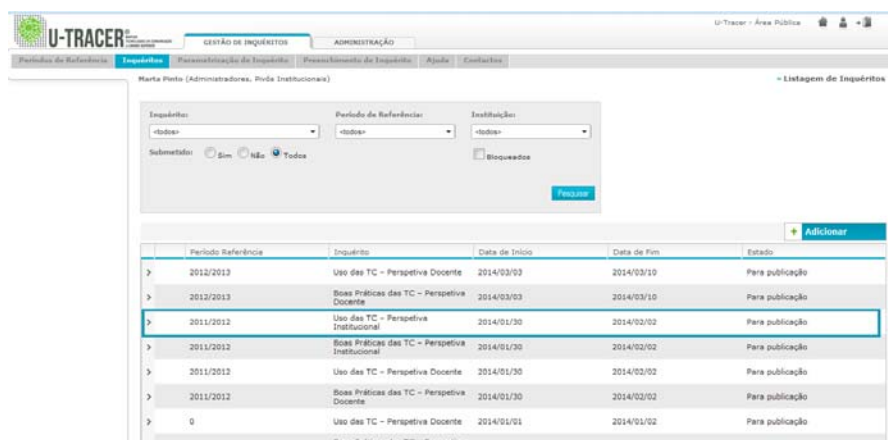 U-Tracer - Área Pública
U-TRACER
GESTÃO DE INQUÉRITOS ADMINISTRAÇÃO
Períodos de Referência Inquéritos Parametrização de Inquérito Preenchimento de Inquérito Ajuda Contactos
Marta Pinto (Administradores, Pivôs Institucionais) Listagem de Inquéritos
Inquérito: Período de Referência: Instituição:
<todos> <todos> <todos>
Submetido: Sim Não Todos Bloqueados
Pesquisar
+ Adicionar
Período Referência Inquérito Data de Início Data de Fim Estado
> 2012/2013 Uso das TC - Perspetiva Docente 2014/03/03 2014/03/10 Para publicação
> 2012/2013 Boas Práticas das TC - Perspetiva Docente 2014/03/03 2014/03/10 Para publicação
> 2011/2012 Uso das TC - Perspetiva Institucional 2014/01/30 2014/02/02 Para publicação
> 2011/2012 Boas Práticas das TC - Perspetiva Institucional 2014/01/30 2014/02/02 Para publicação
> 2011/2012 Uso das TC - Perspetiva Docente 2014/01/30 2014/02/02 Para publicação
> 2011/2012 Boas Práticas das TC - Perspetiva Docente 2014/01/30 2014/02/02 Para publicação
> 0 Uso das TC - Perspetiva Docente 2014/01/01 2014/01/02 Para publicação